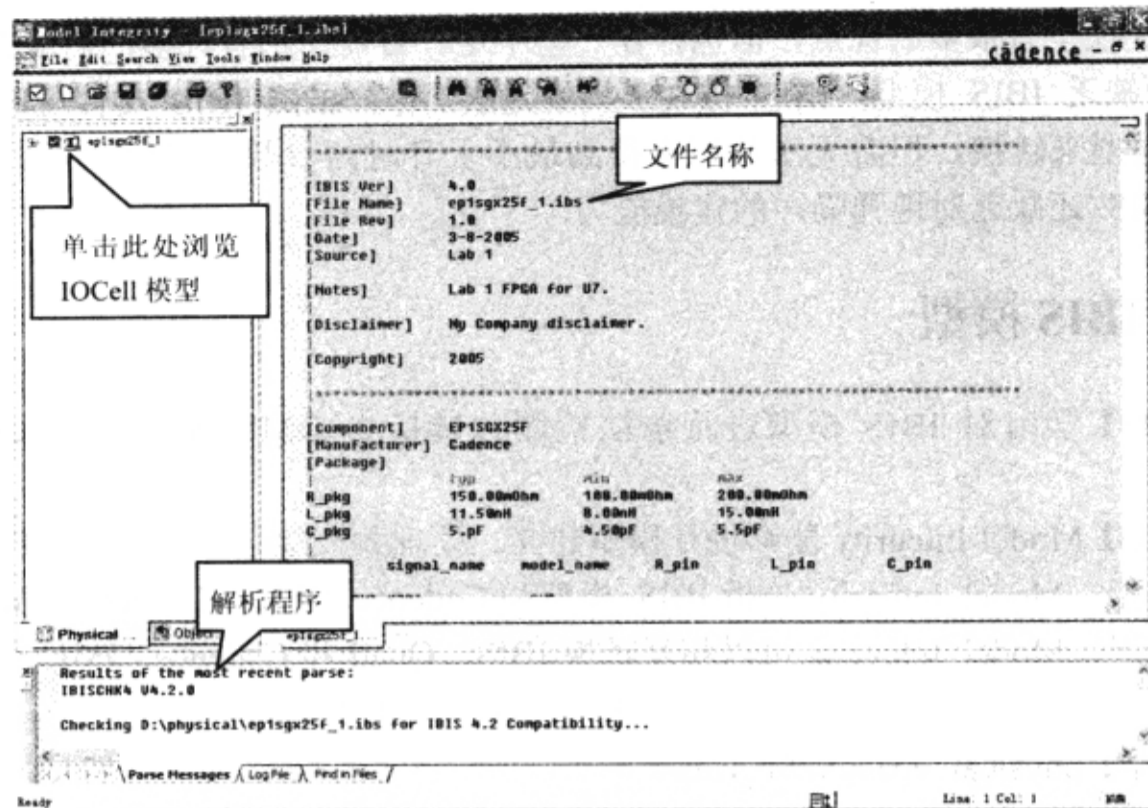 Model Integrity - [ep1sgx25f_1.ibs]
File Edit Search View Tools Window Help
cādence
ep1sgx25f_1
文件名称
单击此处浏览
IOCell 模型
[IBIS Ver] 4.0
[File Name] ep1sgx25f_1.ibs
[File Rev] 1.0
[Date] 3-8-2005
[Source] Lab 1
[Notes] Lab 1 FPGA for U7.
[Disclaimer] My Company disclaimer.
[Copyright] 2005
[Component] EP1SGX25F
[Manufacturer] Cadence
[Package]
typ min max
R_pkg 150.00mOhm 100.00mOhm 200.00mOhm
L_pkg 11.50nH 8.00nH 15.00nH
C_pkg 5.pF 4.50pF 5.5pF
signal_name model_name R_pin L_pin C_pin
解析程序
Physical ... Object
ep1sgx25f_1...
Results of the most recent parse:
IBISCHK4 V4.2.0
Checking D:\physical\ep1sgx25f_1.ibs for IBIS 4.2 Compatibility...
Parse Messages Log File Find in Files
Ready
Line: 1 Col: 1 NUM